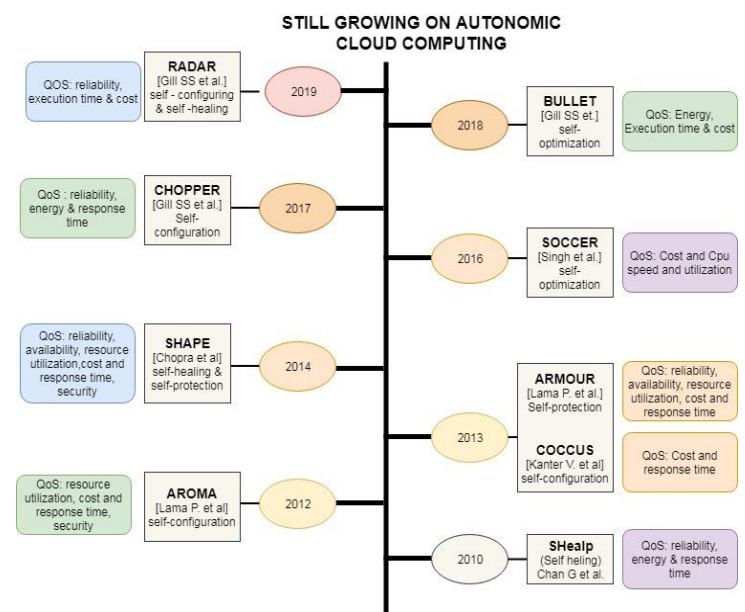 STILL GROWING ON AUTONOMIC
CLOUD COMPUTING
QOS: reliability,
execution time & cost
RADAR
[Gill SS et al.]
self - configuring
& self -healing
2019
2018
BULLET
[Gill SS et.]
self-
optimization
QoS: Energy,
Execution time & cost
QoS : reliability,
energy & response
time
CHOPPER
[Gill SS et al.]
Self-
configuration
2017
2016
SOCCER
[Singh et al.]
self-
optimization
QoS: Cost and Cpu
speed and utilization
QoS: reliability,
availability, resource
utilization,cost and
response time,
security
SHAPE
[Chopra et al]
self-healing &
self-protection
2014
2013
ARMOUR
[Lama P. et al.]
Self-protection
QoS: reliability,
availability, resource
utilization, cost and
response time
COCCUS
[Kanter V. et al]
self-configuration
QoS: Cost and
response time
QoS: resource
utilization, cost and
response time,
security
AROMA
[Lama P. et al]
self-configuration
2012
2010
SHealp
(Self heling)
Chan G et al.
QoS: reliability,
energy & response
time